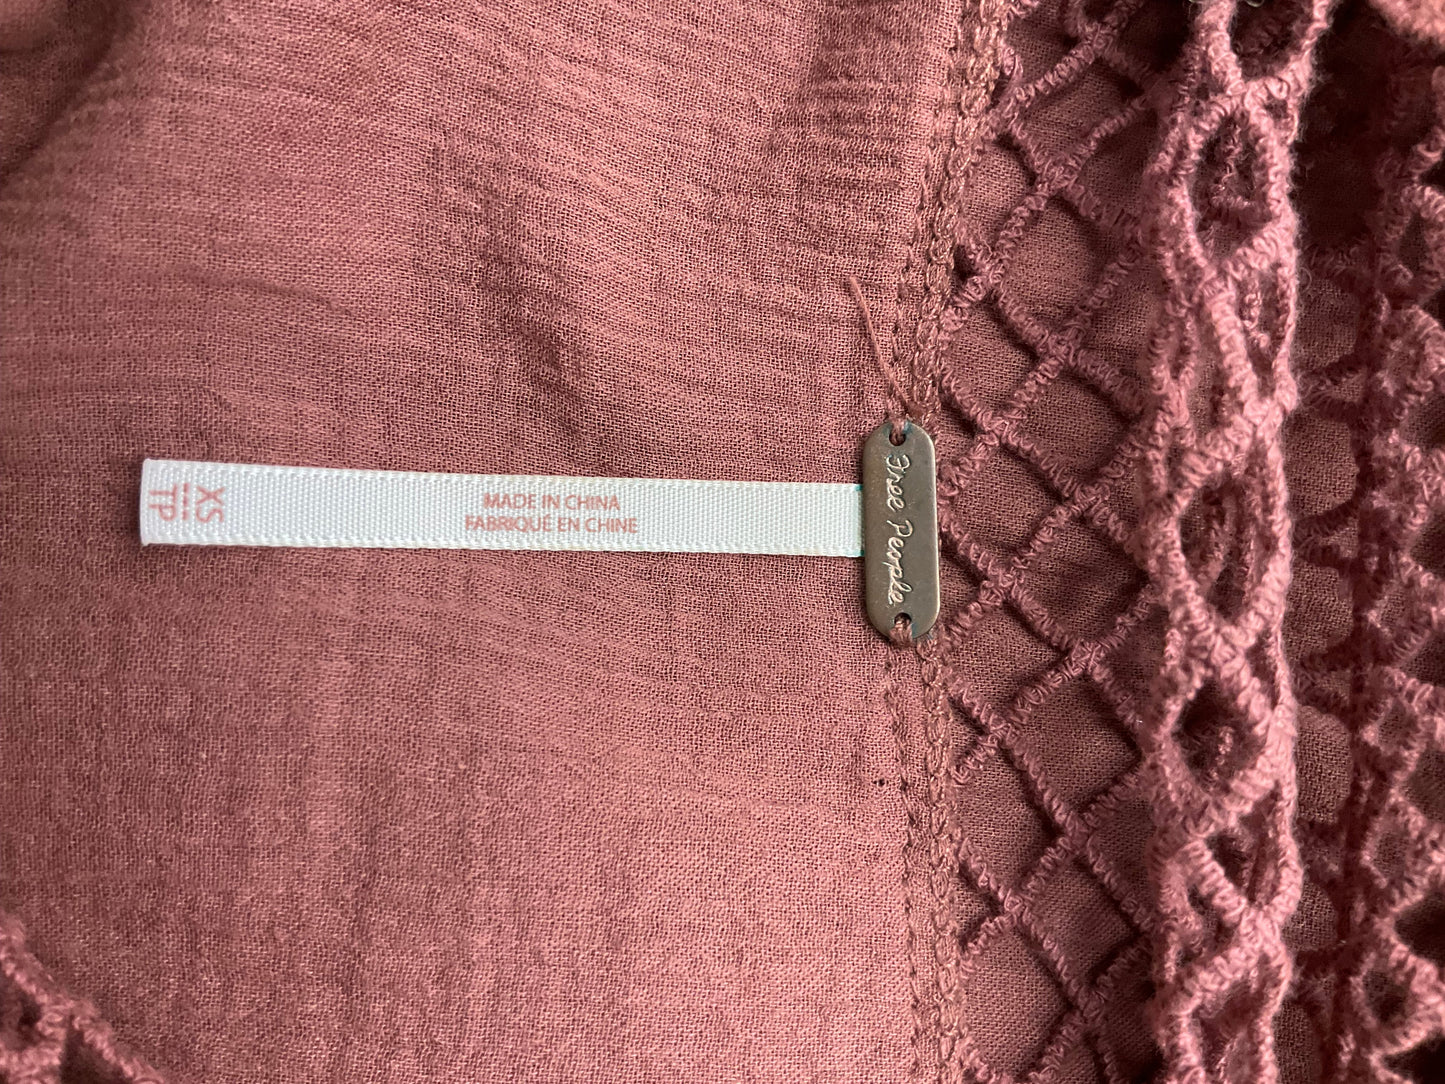 Free People
MADE IN CHINA
FABRIQUÉ EN CHINE
XS
TP